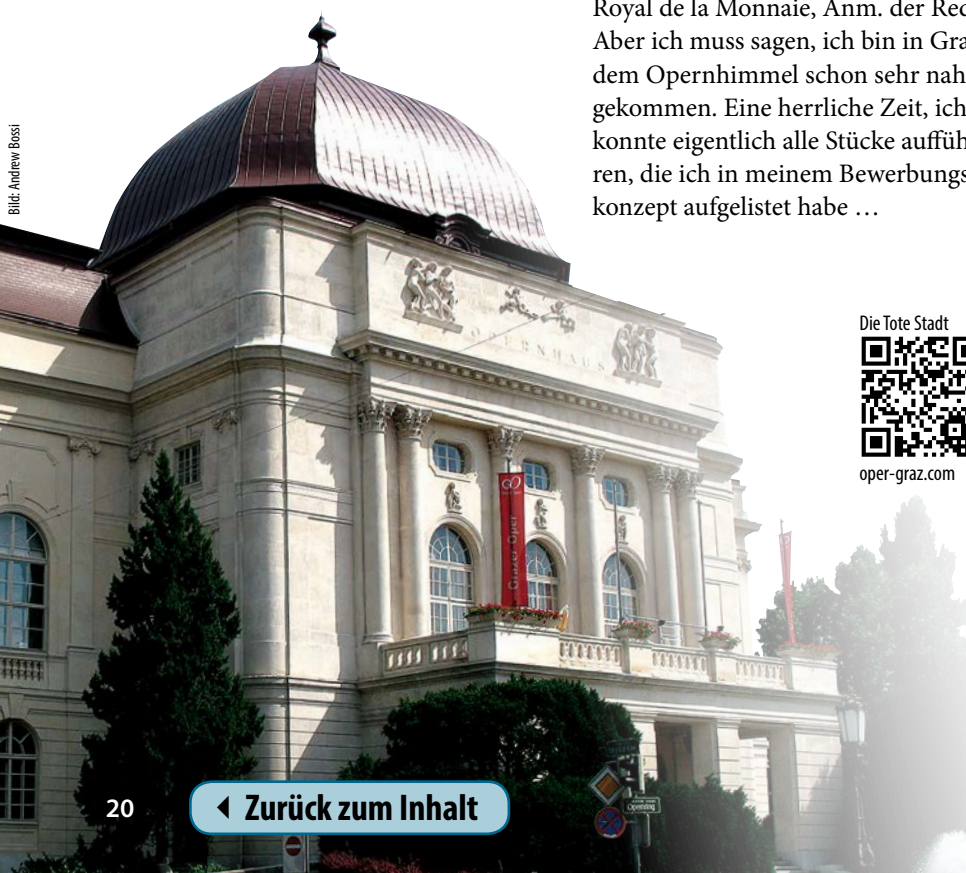 Royal de la Monnaie, Anm. der Red
Aber ich muss sagen, ich bin in Gra
dem Opernhimmel schon sehr nah
gekommen. Eine herrliche Zeit, ich
konnte eigentlich alle Stücke auffüh
ren, die ich in meinem Bewerbungs
konzept aufgelistet habe …
Bild: Andrew Bossi
OPERNHAUS
Grazer Oper
Die Tote Stadt
oper-graz.com
Opernring
20
Zurück zum Inhalt